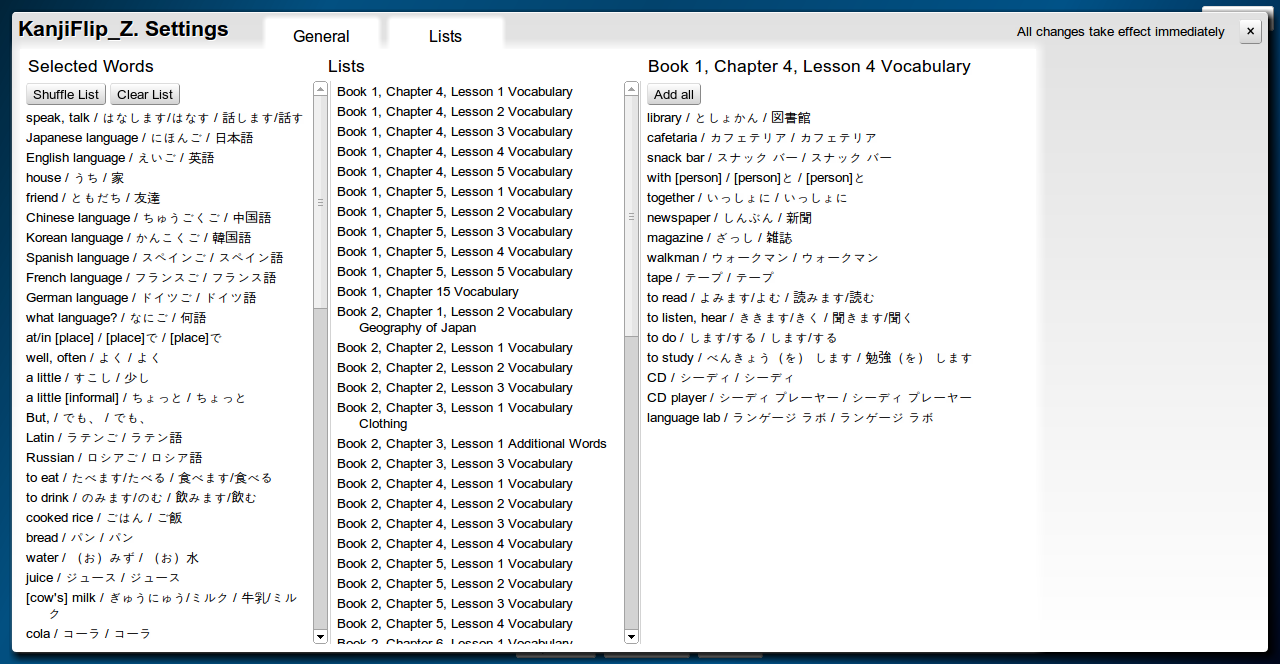 KanjiFlip_Z. Settings
General
Lists
All changes take effect immediately
×
Selected Words
Shuffle List
Clear List
speak, talk / はなします/はなす / 話します/話す
Japanese language / にほんご / 日本語
English language / えいご / 英語
house / うち / 家
friend / ともだち / 友達
Chinese language / ちゅうごくご / 中国語
Korean language / かんこくご / 韓国語
Spanish language / スペインご / スペイン語
French language / フランスご / フランス語
German language / ドイツご / ドイツ語
what language? / なにご / 何語
at/in [place] / [place]で / [place]で
well, often / よく / よく
a little / すこし / 少し
a little [informal] / ちょっと / ちょっと
But, / でも、 / でも、
Latin / ラテンご / ラテン語
Russian / ロシアご / ロシア語
to eat / たべます/たべる / 食べます/食べる
to drink / のみます/のむ / 飲みます/飲む
cooked rice / ごはん / ご飯
bread / パン / パン
water / （お）みず / （お）水
juice / ジュース / ジュース
[cow's] milk / ぎゅうにゅう/ミルク / 牛乳/ミル
ク
cola / コーラ / コーラ
Lists
Book 1, Chapter 4, Lesson 1 Vocabulary
Book 1, Chapter 4, Lesson 2 Vocabulary
Book 1, Chapter 4, Lesson 3 Vocabulary
Book 1, Chapter 4, Lesson 4 Vocabulary
Book 1, Chapter 4, Lesson 5 Vocabulary
Book 1, Chapter 5, Lesson 1 Vocabulary
Book 1, Chapter 5, Lesson 2 Vocabulary
Book 1, Chapter 5, Lesson 3 Vocabulary
Book 1, Chapter 5, Lesson 4 Vocabulary
Book 1, Chapter 5, Lesson 5 Vocabulary
Book 1, Chapter 15 Vocabulary
Book 2, Chapter 1, Lesson 2 Vocabulary
Geography of Japan
Book 2, Chapter 2, Lesson 1 Vocabulary
Book 2, Chapter 2, Lesson 2 Vocabulary
Book 2, Chapter 2, Lesson 3 Vocabulary
Book 2, Chapter 3, Lesson 1 Vocabulary
Clothing
Book 2, Chapter 3, Lesson 1 Additional Words
Book 2, Chapter 3, Lesson 3 Vocabulary
Book 2, Chapter 4, Lesson 1 Vocabulary
Book 2, Chapter 4, Lesson 2 Vocabulary
Book 2, Chapter 4, Lesson 3 Vocabulary
Book 2, Chapter 4, Lesson 4 Vocabulary
Book 2, Chapter 5, Lesson 1 Vocabulary
Book 2, Chapter 5, Lesson 2 Vocabulary
Book 2, Chapter 5, Lesson 3 Vocabulary
Book 2, Chapter 5, Lesson 4 Vocabulary
Book 2, Chapter 6, Lesson 1 Vocabulary
Book 1, Chapter 4, Lesson 4 Vocabulary
Add all
library / としょかん / 図書館
cafetaria / カフェテリア / カフェテリア
snack bar / スナック バー / スナック バー
with [person] / [person]と / [person]と
together / いっしょに / いっしょに
newspaper / しんぶん / 新聞
magazine / ざっし / 雑誌
walkman / ウォークマン / ウォークマン
tape / テープ / テープ
to read / よみます/よむ / 読みます/読む
to listen, hear / ききます/きく / 聞きます/聞く
to do / します/する / します/する
to study / べんきょう（を） します / 勉強（を） します
CD / シーディ / シーディ
CD player / シーディ プレーヤー / シーディ プレーヤー
language lab / ランゲージ ラボ / ランゲージ ラボ